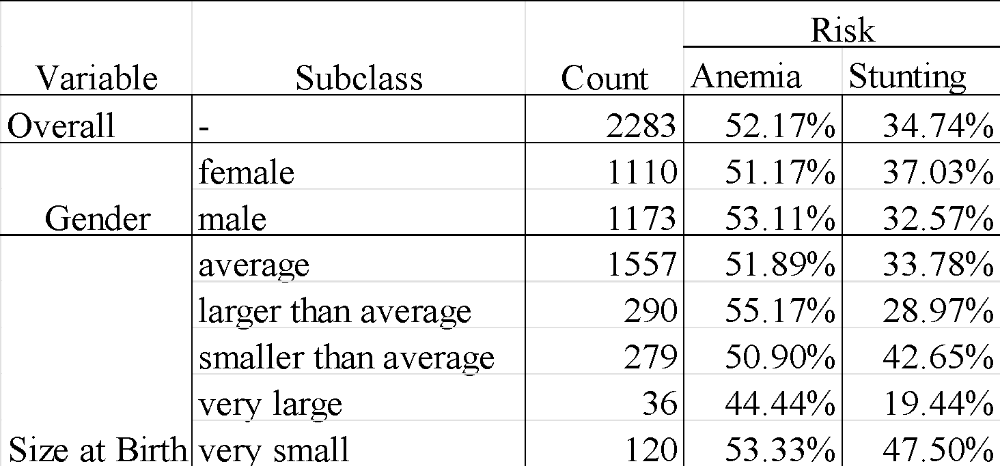 Risk
Variable Subclass Count Anemia Stunting
Overall - 2283 52.17% 34.74%
female 1110 51.17% 37.03%
Gender male 1173 53.11% 32.57%
average 1557 51.89% 33.78%
larger than average 290 55.17% 28.97%
smaller than average 279 50.90% 42.65%
very large 36 44.44% 19.44%
Size at Birth very small 120 53.33% 47.50%